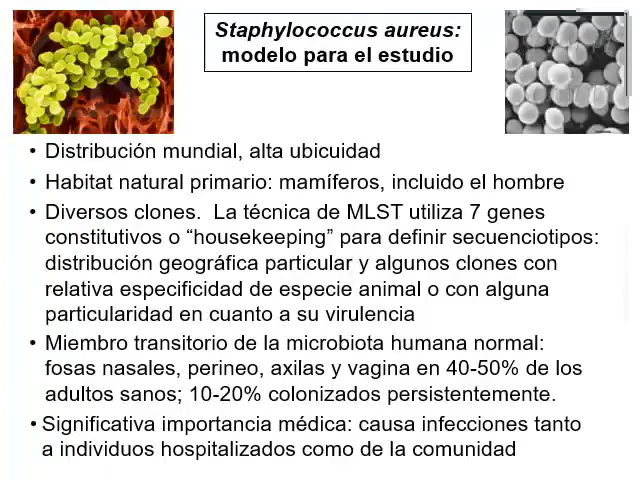 Staphylococcus aureus:
modelo para el estudio
• Distribución mundial, alta ubicuidad
• Habitat natural primario: mamíferos, incluido el hombre
• Diversos clones. La técnica de MLST utiliza 7 genes
constitutivos o “housekeeping” para definir secuenciotipos:
distribución geográfica particular y algunos clones con
relativa especificidad de especie animal o con alguna
particularidad en cuanto a su virulencia
• Miembro transitorio de la microbiota humana normal:
fosas nasales, perineo, axilas y vagina en 40-50% de los
adultos sanos; 10-20% colonizados persistentemente.
• Significativa importancia médica: causa infecciones tanto
a individuos hospitalizados como de la comunidad